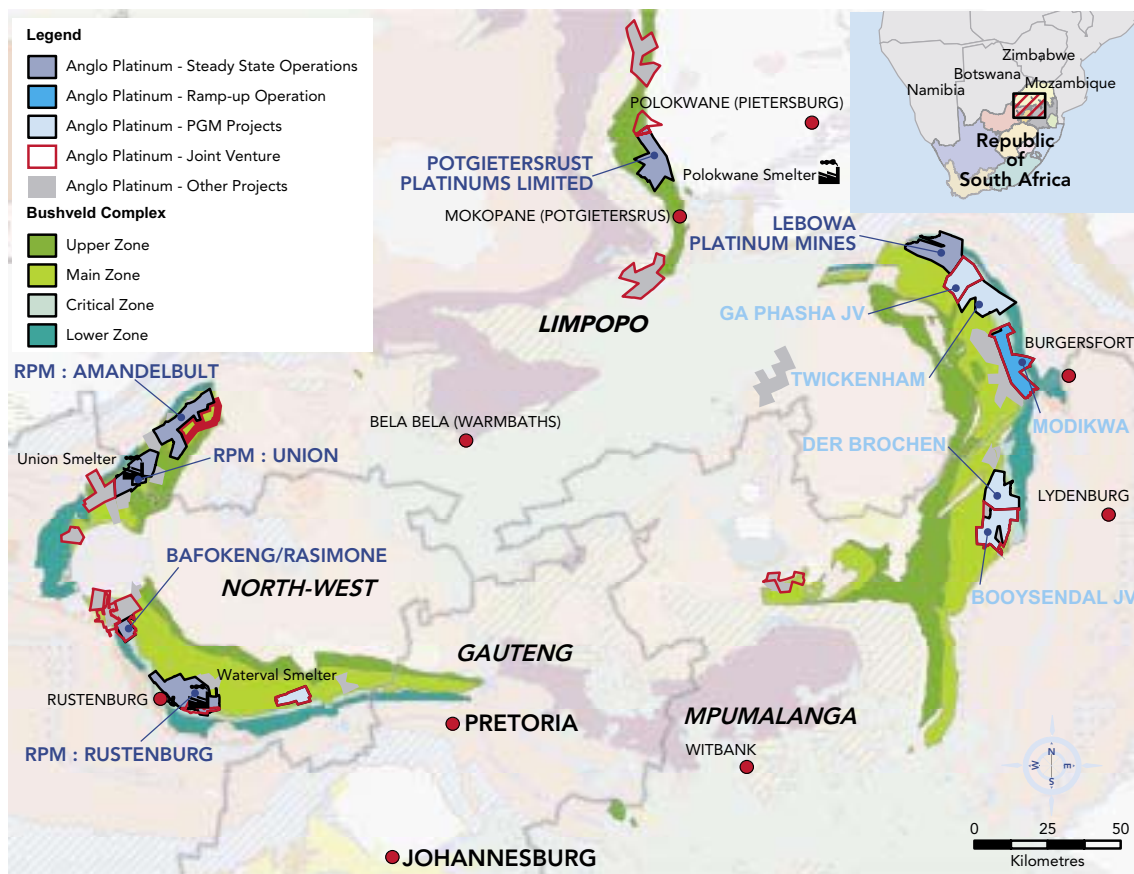 Legend
Anglo Platinum - Steady State Operations
Anglo Platinum - Ramp-up Operation
Anglo Platinum - PGM Projects
Anglo Platinum - Joint Venture
Anglo Platinum - Other Projects
Bushveld Complex
Upper Zone
Main Zone
Critical Zone
Lower Zone
Zimbabwe
Botswana
Mozambique
Namibia
Republic
of
South Africa
POLOKWANE (PIETERSBURG)
POTGIETERSRUST
PLATINUMS LIMITED
Polokwane Smelter
MOKOPANE (POTGIETERSRUS)
LEBOWA
PLATINUM MINES
GA PHASHA JV
LIMPOPO
BURGERSFORT
RPM : AMANDELBULT
TWICKENHAM
BELA BELA (WARMBATHS)
MODIKWA
DER BROCHEN
Union Smelter
RPM : UNION
LYDENBURG
BAFOKENG/RASIMONE
NORTH-WEST
BOOYSENDAL JV
GAUTENG
Waterval Smelter
RUSTENBURG
PRETORIA
MPUMALANGA
RPM : RUSTENBURG
WITBANK
N
W
E
S
0 25 50
Kilometres
JOHANNESBURG